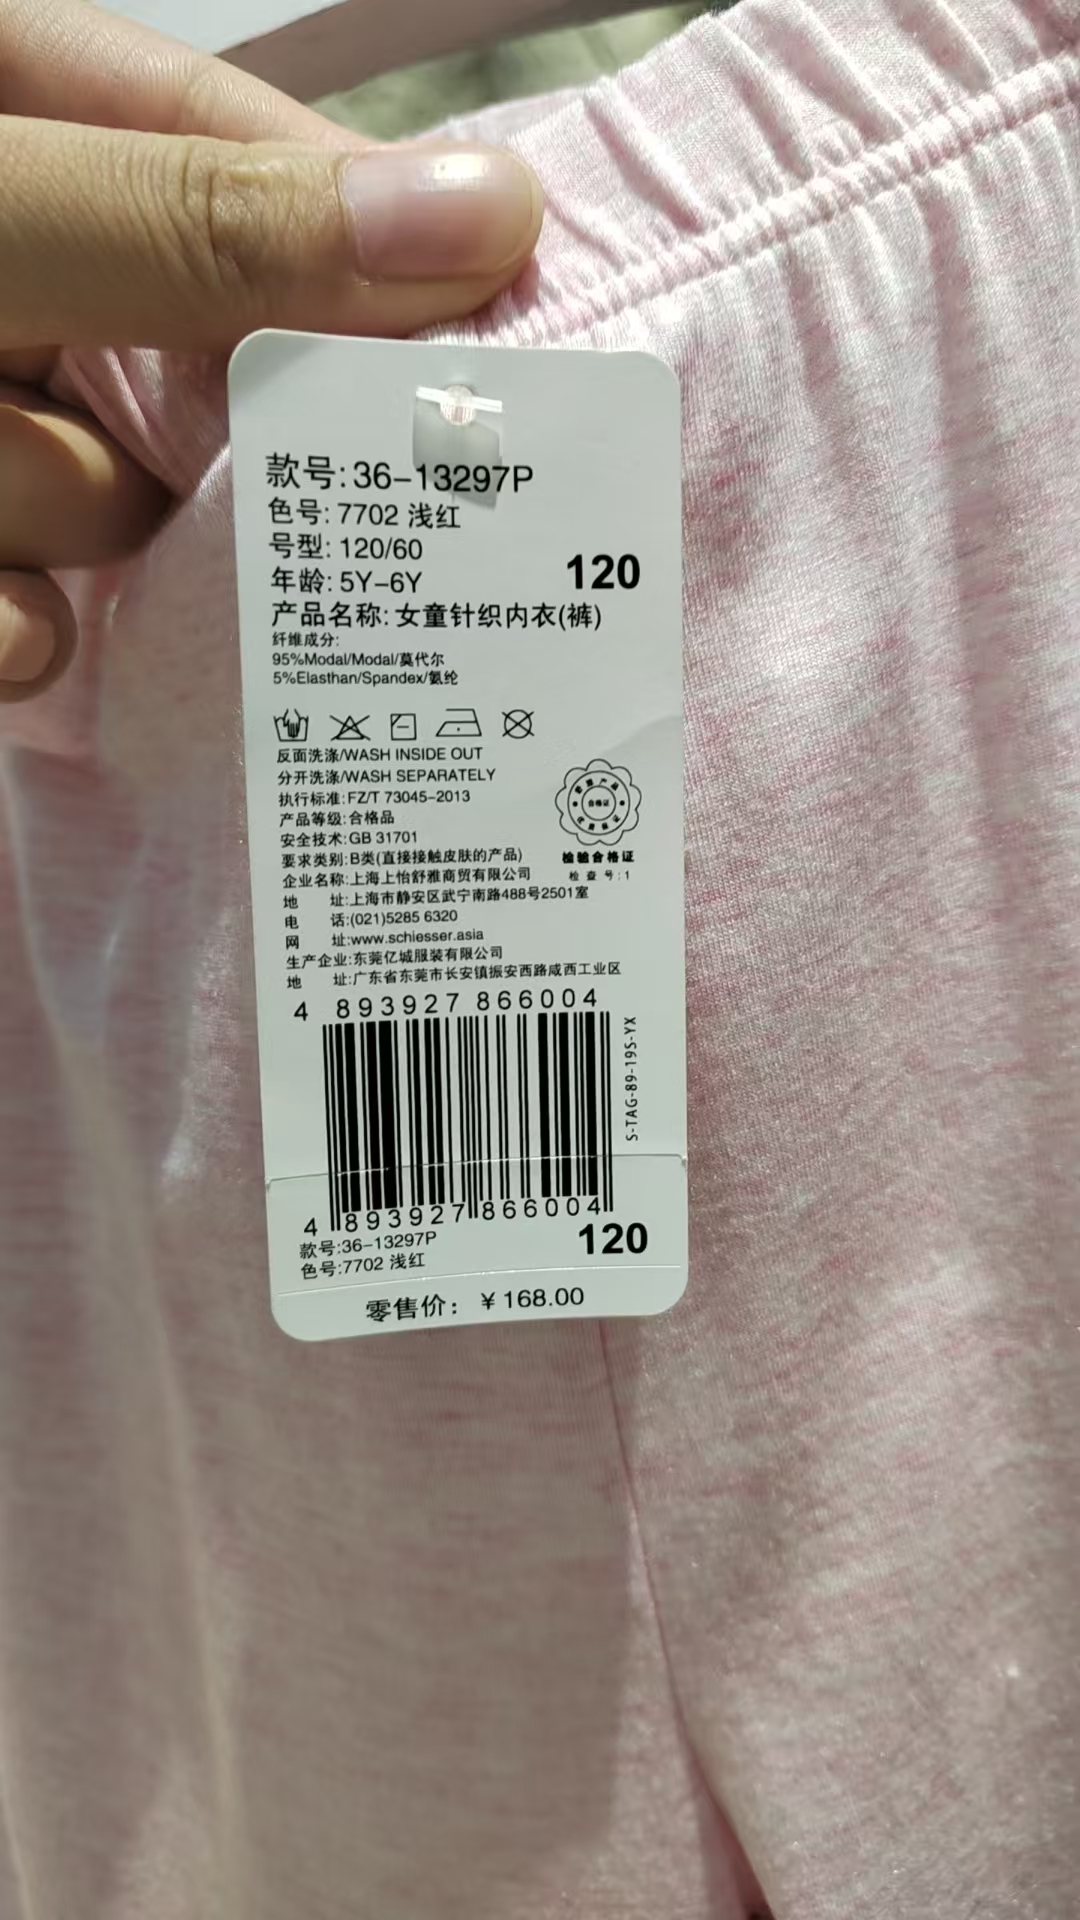 款号:36-13297P
色号:7702 浅红
号型:120/60
年龄:5Y-6Y
120
产品名称:女童针织内衣(裤)
纤维成分:
95%Modal/Modal/莫代尔
5%Elasthan/Spandex/氨纶
反面洗涤/WASH INSIDE OUT
分开洗涤/WASH SEPARATELY
执行标准:FZ/T 73045-2013
产品等级:合格品
安全技术:GB 31701
要求类别:B类(直接接触皮肤的产品)
合格证
检验合格证
检查号:1
企业名称:上海上怡舒雅商贸有限公司
地 址:上海市静安区武宁南路488号2501室
电 话:(021)5285 6320
网 址:www.schiesser.asia
生产企业:东莞亿城服装有限公司
地 址:广东省东莞市长安镇振安西路咸西工业区
4 893927 866004
S-TAG-89-19S-YX
4 893927 866004
款号:36-13297P
色号:7702 浅红
120
零售价: ¥168.00